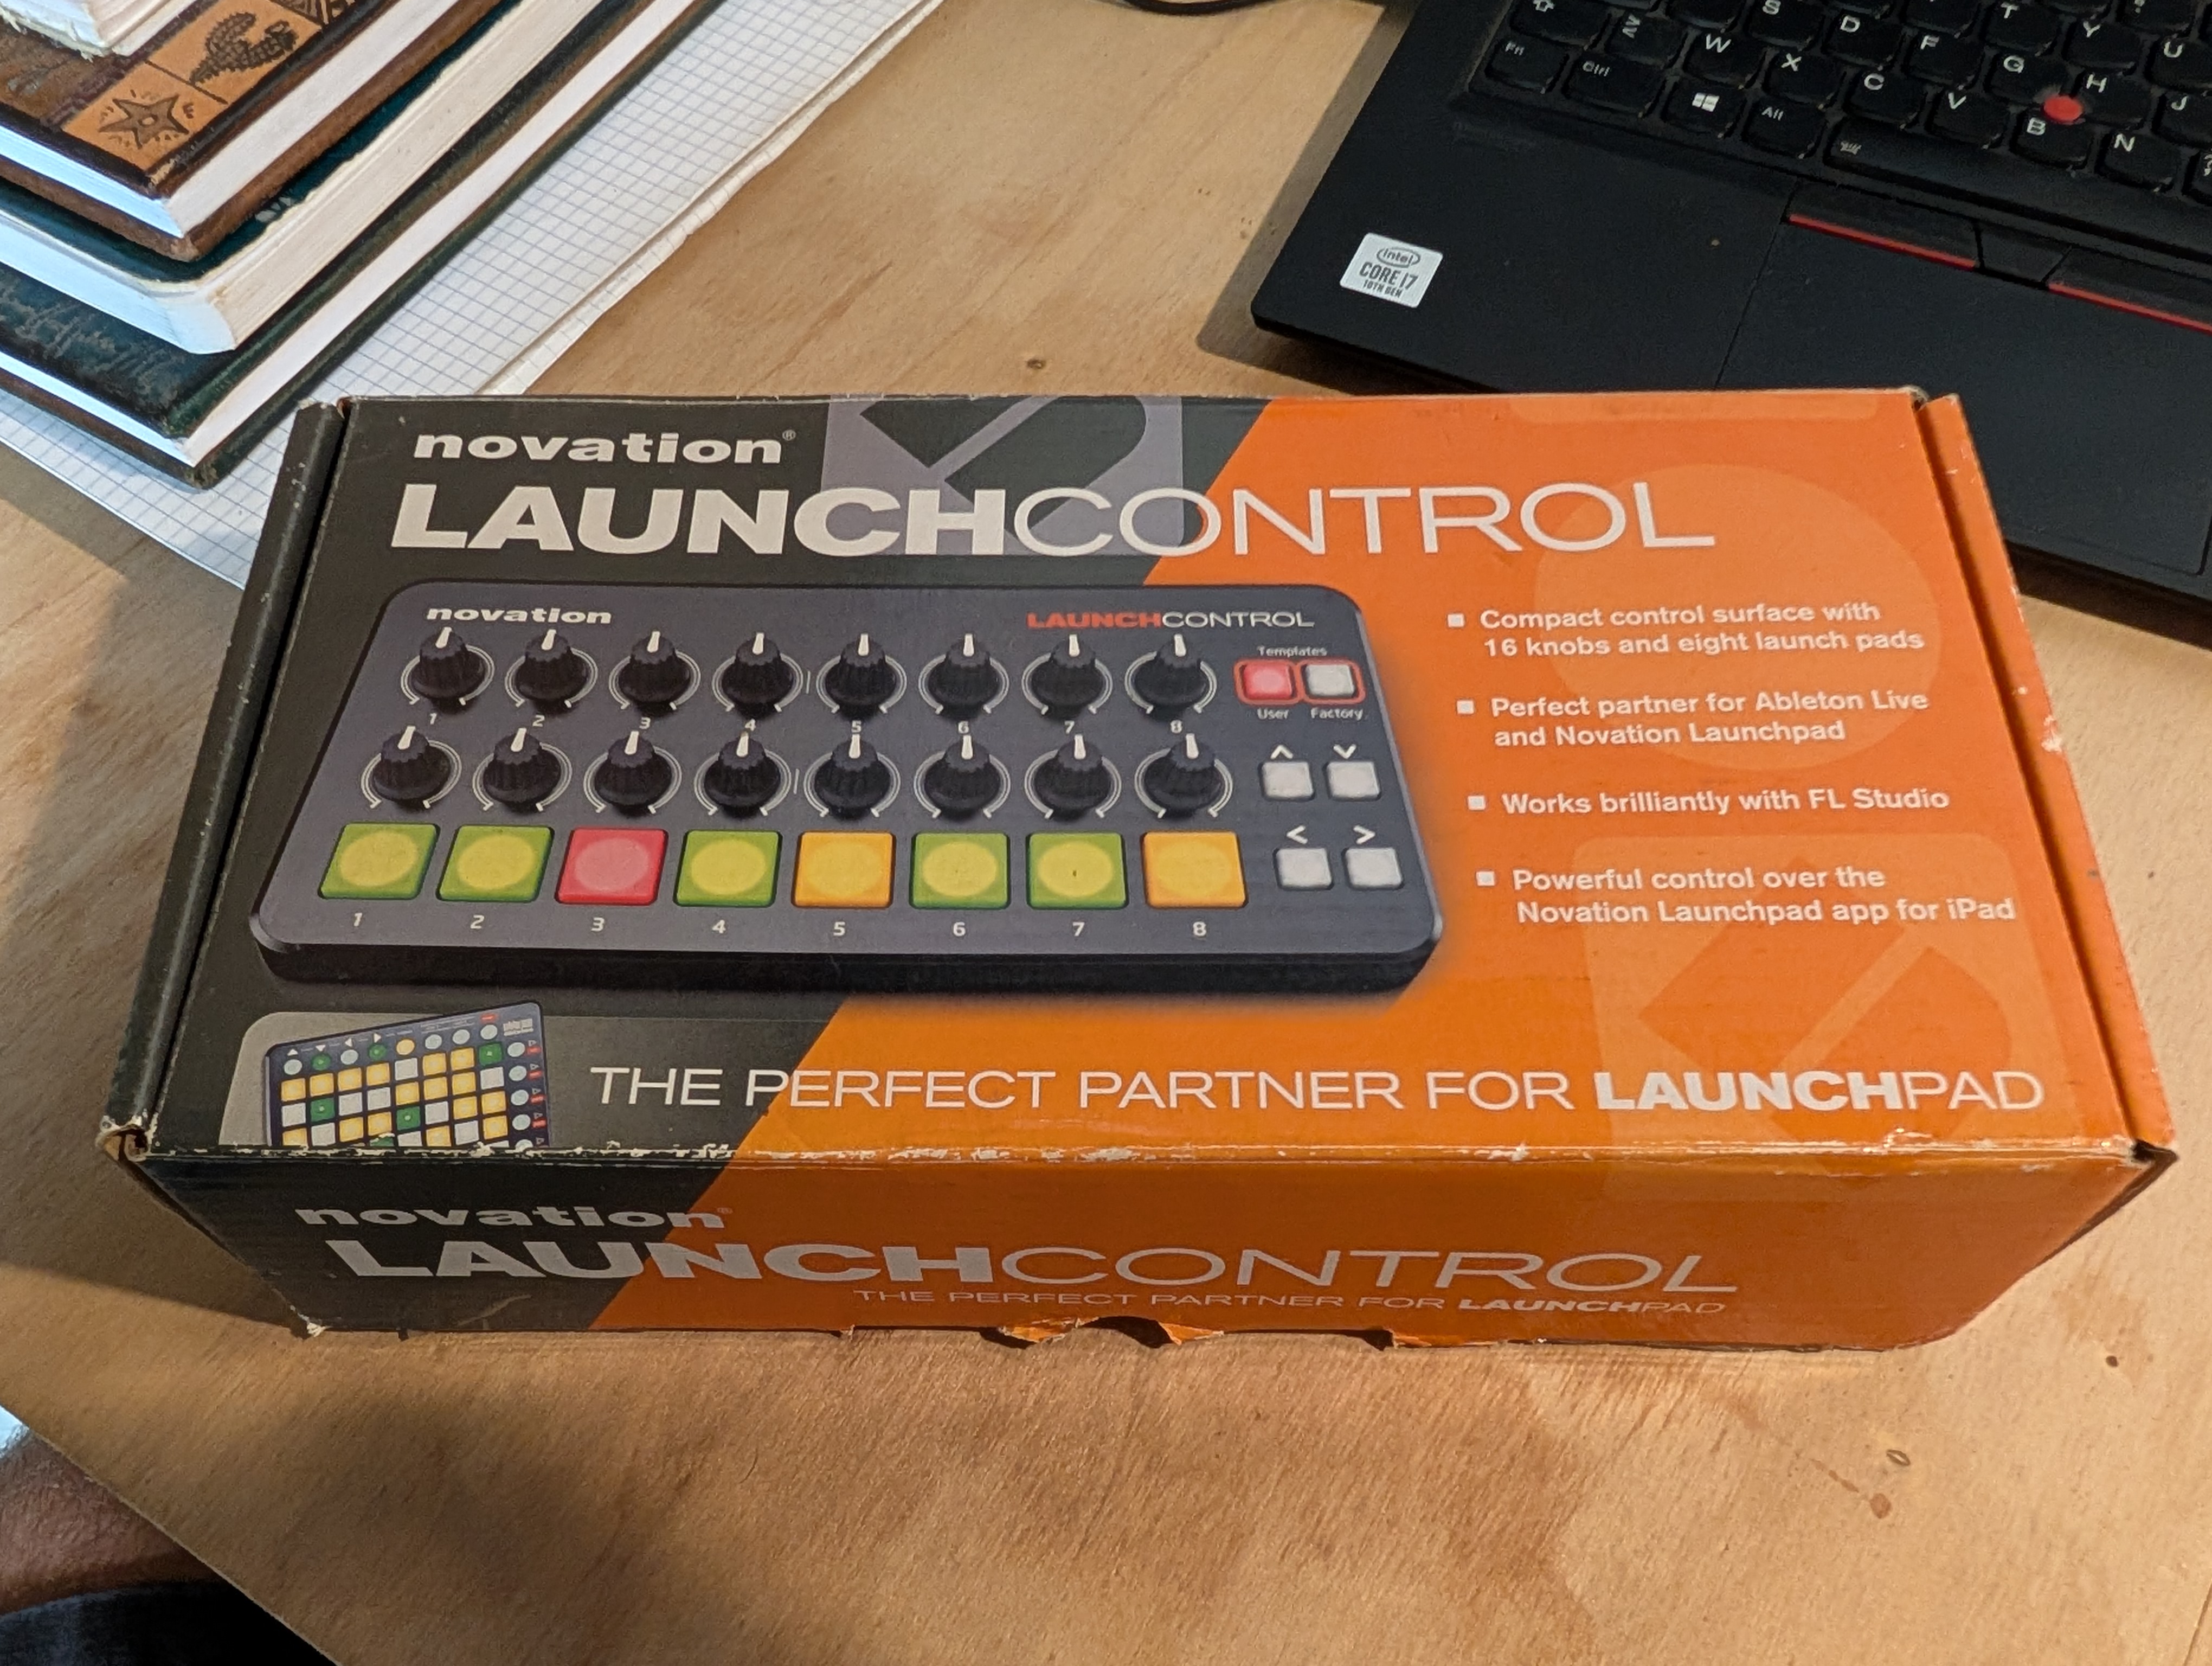 S
D
T
Y
Z
W
F
G
H
U
Fn
Ctrl
X
C
V
J
Alt
B
N
intel
CORE i7
10TH GEN
novation®
LAUNCHCONTROL
novation
LAUNCHCONTROL
Templates
User Factory
1 2 3 4 5 6 7 8
1 2 3 4 5 6 7 8
Compact control surface with
16 knobs and eight launch pads
Perfect partner for Ableton Live
and Novation Launchpad
Works brilliantly with FL Studio
Powerful control over the
Novation Launchpad app for iPad
THE PERFECT PARTNER FOR LAUNCHPAD
novation®
LAUNCHCONTROL
THE PERFECT PARTNER FOR LAUNCHPAD